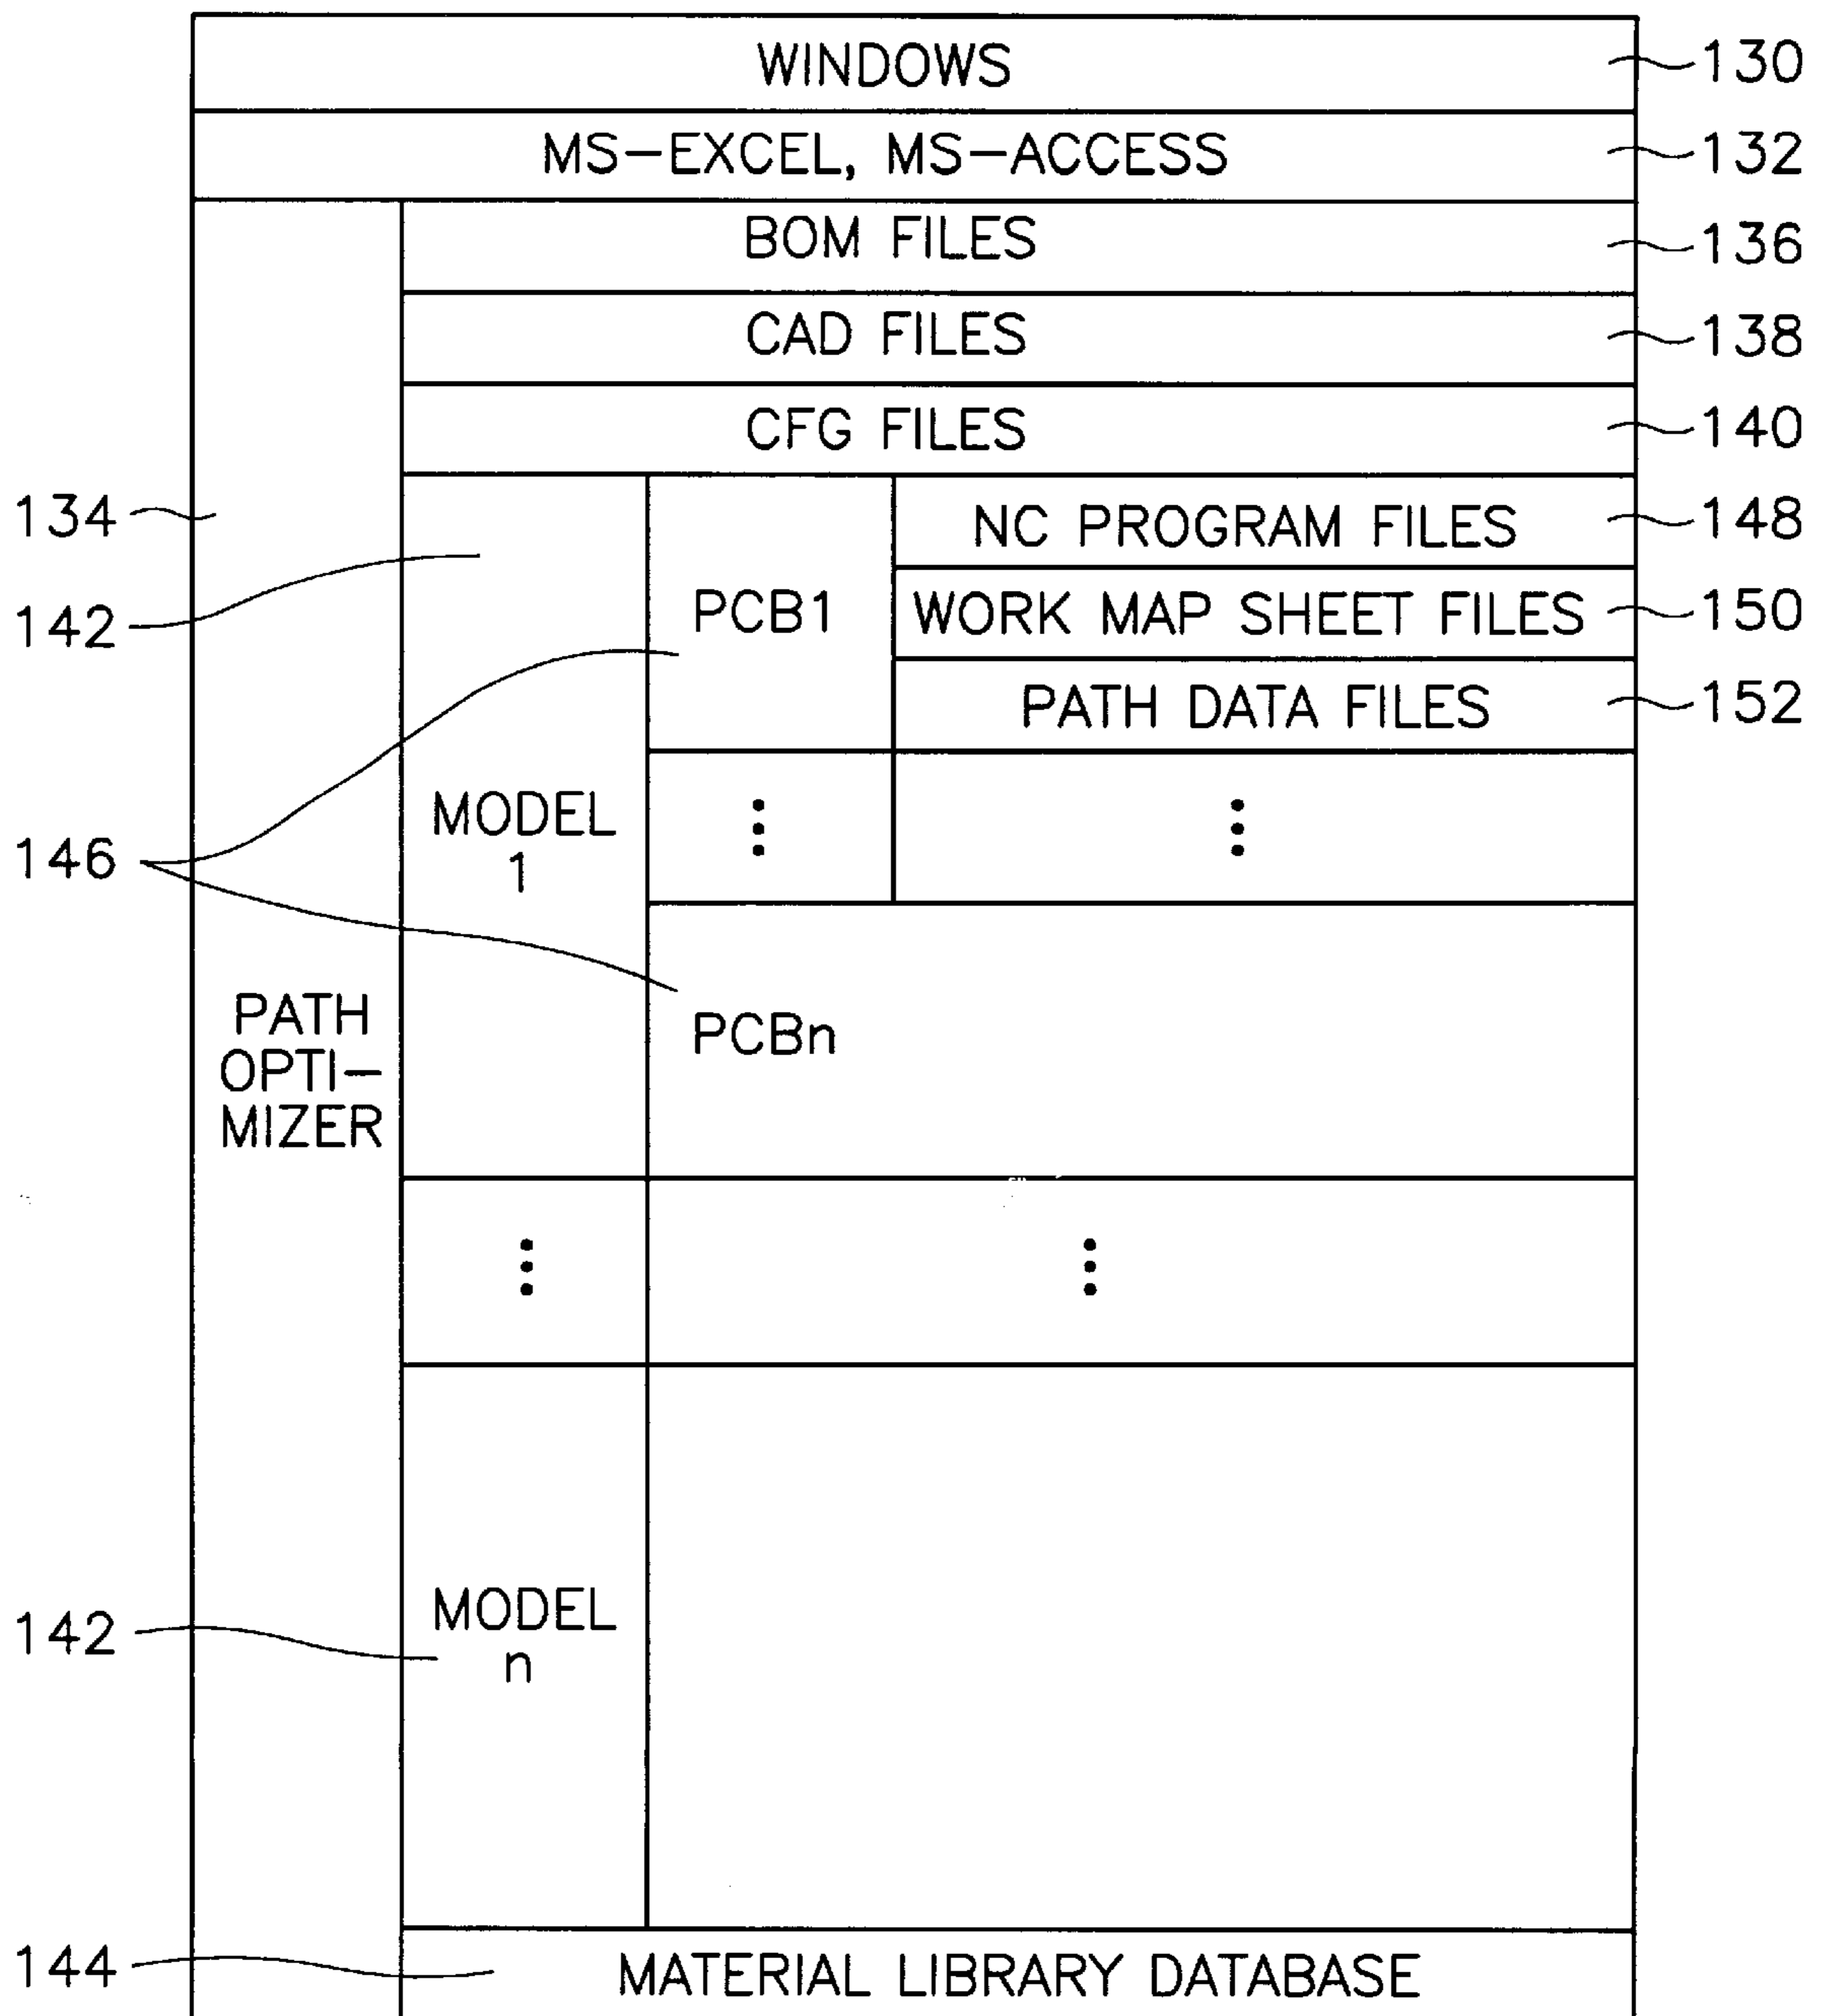 WINDOWS 130
MS-EXCEL, MS-ACCESS 132
BOM FILES 136
CAD FILES 138
CFG FILES 140
134
142
146
142
144
PATH
OPTI-
MIZER
MODEL
1
PCB1
NC PROGRAM FILES 148
WORK MAP SHEET FILES 150
PATH DATA FILES 152
PCBn
MODEL
n
MATERIAL LIBRARY DATABASE